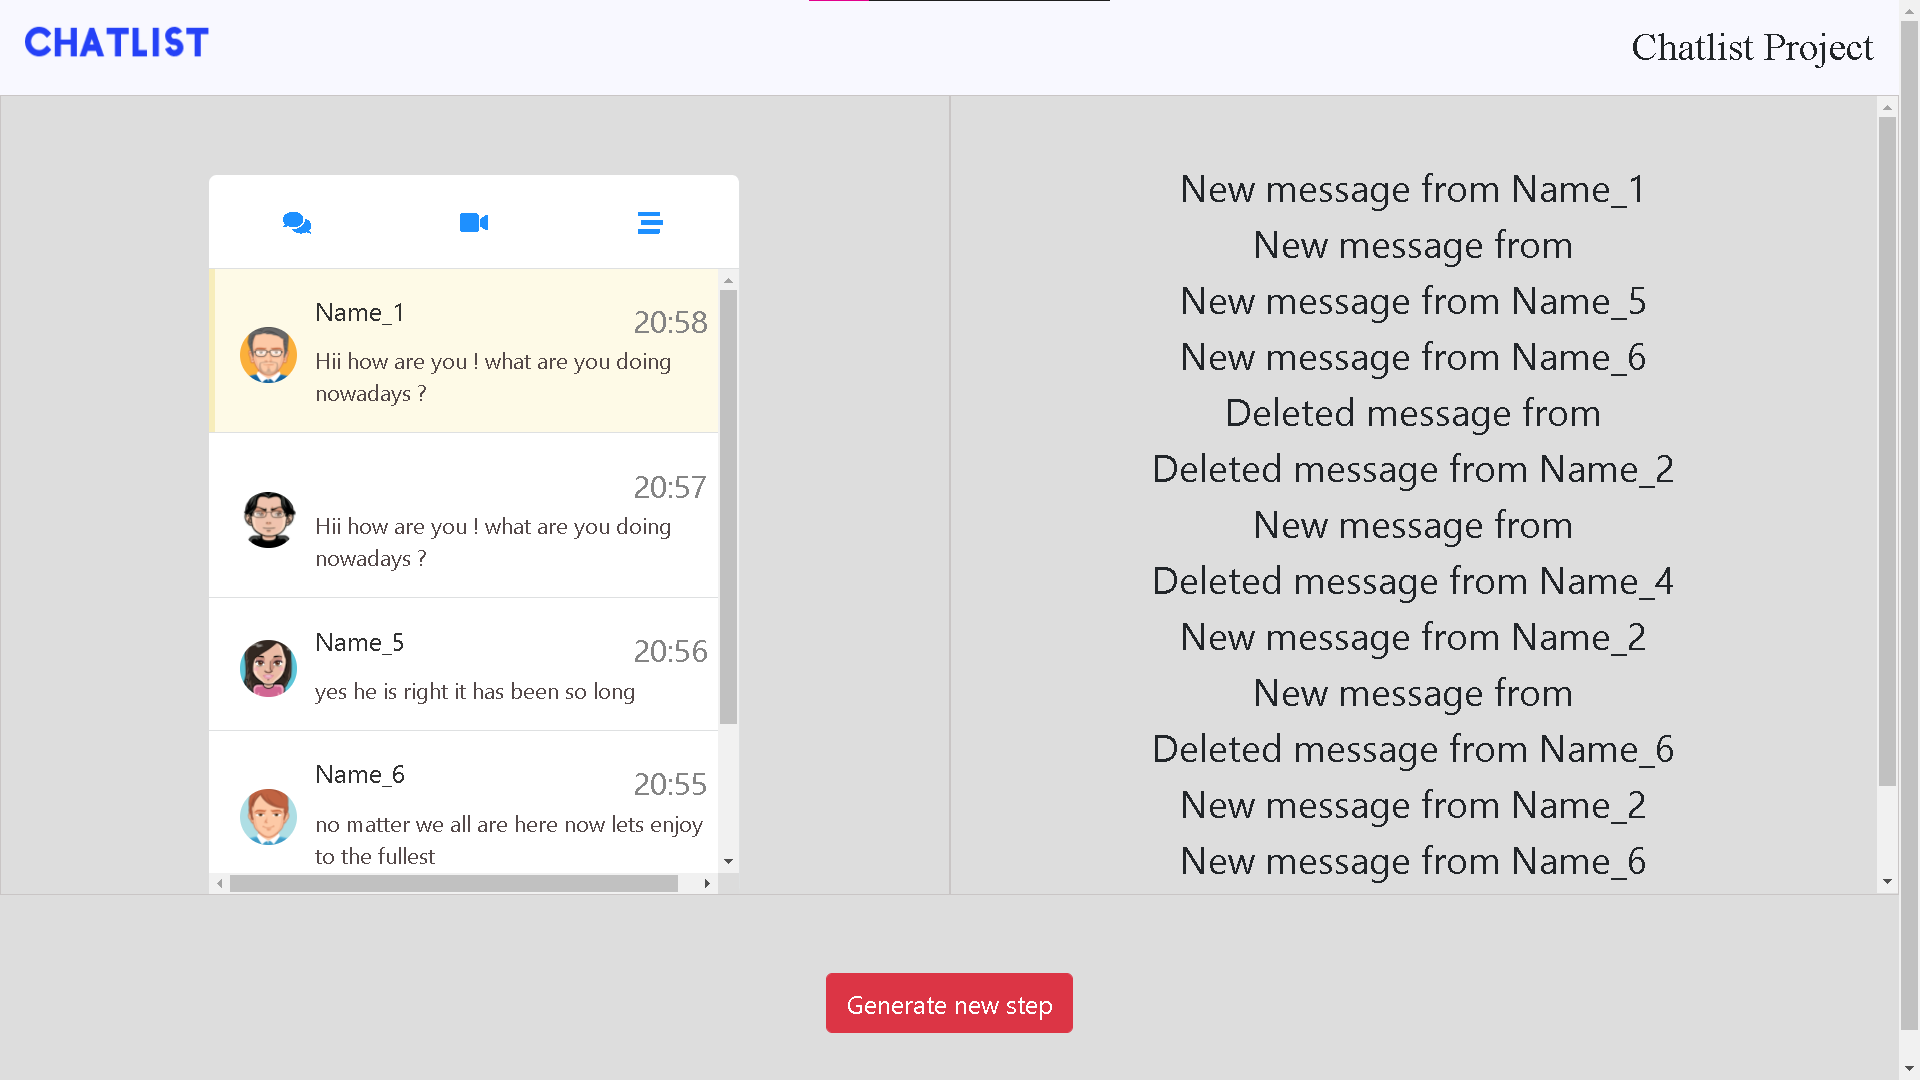 CHATLIST
Chatlist Project
Name_1
20:58
Hii how are you ! what are you doing
nowadays ?
20:57
Hii how are you ! what are you doing
nowadays ?
Name_5
20:56
yes he is right it has been so long
Name_6
20:55
no matter we all are here now lets enjoy
to the fullest
New message from Name_1
New message from
New message from Name_5
New message from Name_6
Deleted message from
Deleted message from Name_2
New message from
Deleted message from Name_4
New message from Name_2
New message from
Deleted message from Name_6
New message from Name_2
New message from Name_6
Generate new step